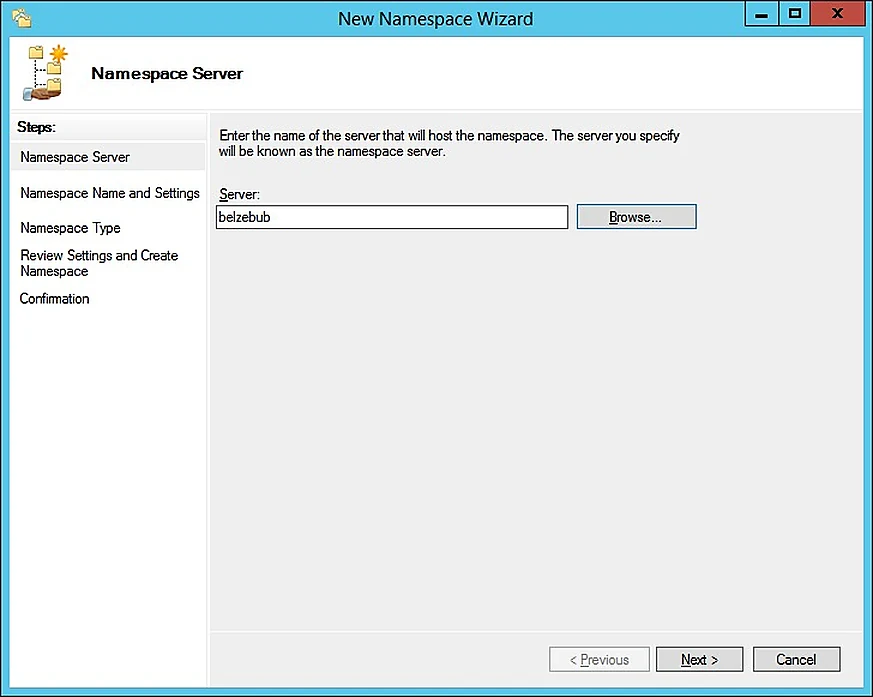 New Namespace Wizard
Namespace Server
Steps:
Namespace Server
Namespace Name and Settings
Namespace Type
Review Settings and Create
Namespace
Confirmation
Enter the name of the server that will host the namespace. The server you specify
will be known as the namespace server.
Server:
belzebub
Browse...
< Previous
Next >
Cancel